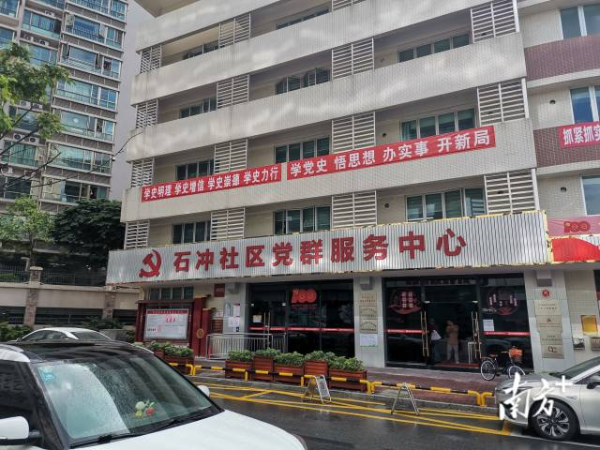 学史明理 学史增信 学史崇德 学史力行
学党史 悟思想 办实事 开新局
抓紧抓实
石冲社区党群服务中心
100
南方+